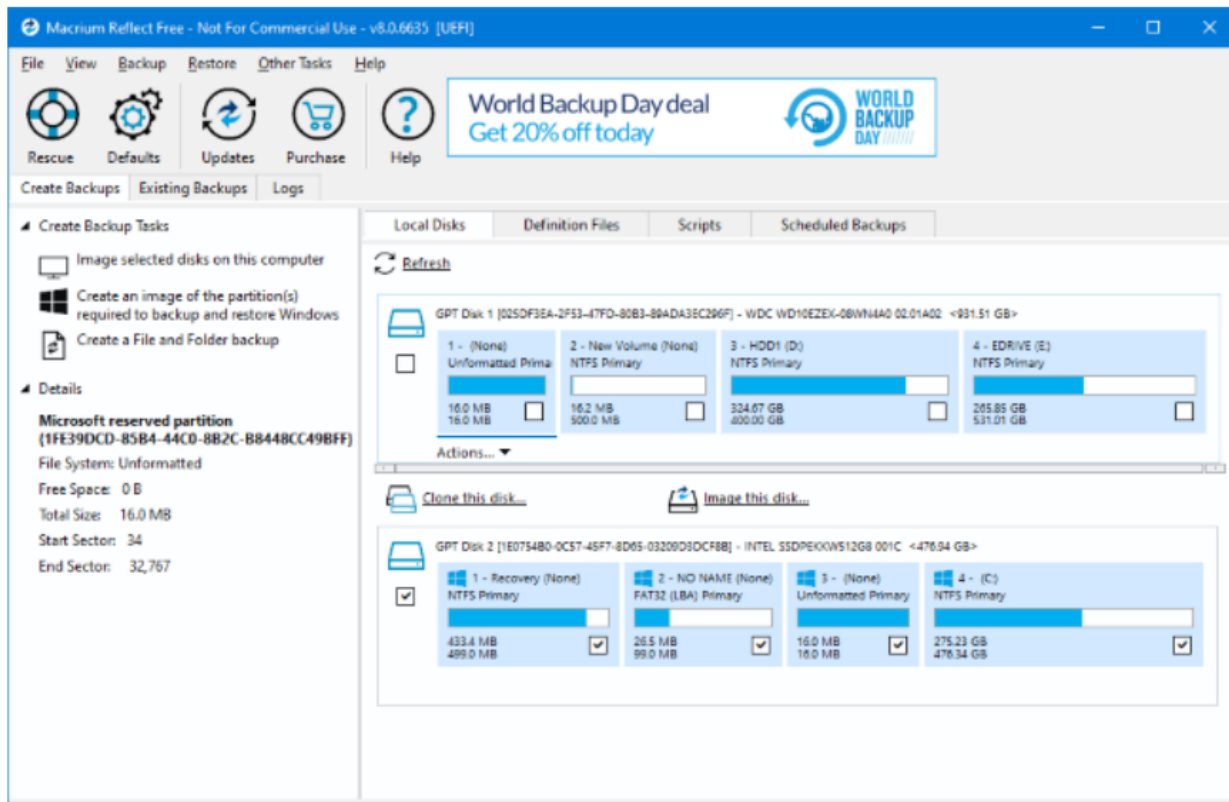 Macrium Reflect Free - Not For Commercial Use - v8.0.6635 [UEFI]
File View Backup Restore Other Tasks Help
World Backup Day deal
Get 20% off today
WORLD
BACKUP
DAY
Rescue Defaults Updates Purchase Help
Create Backups Existing Backups Logs
Create Backup Tasks
Image selected disks on this computer
Create an image of the partition(s)
required to backup and restore Windows
Create a File and Folder backup
Details
Microsoft reserved partition
(1FE39DCD-85B4-44C0-8B2C-B8448CC49BFF)
File System: Unformatted
Free Space: 0 B
Total Size: 16.0 MB
Start Sector: 34
End Sector: 32,767
Local Disks Definition Files Scripts Scheduled Backups
Refresh
GPT Disk 1 [025DF3EA-2F53-47FD-80B3-89ADA3EC296F] - WDC WD10EZEX-08WN4A0 02.01A02 <931.51 GB>
1 - (None) 2 - New Volume (None) 3 - HDD1 (D:) 4 - EDRIVE (E:)
Unformatted Prima NTFS Primary NTFS Primary NTFS Primary
16.0 MB 16.2 MB 324.67 GB 265.85 GB
16.0 MB 500.0 MB 400.00 GB 531.01 GB
Actions...
Clone this disk... Image this disk...
GPT Disk 2 [1E0754B0-0C57-45F7-8D65-03209D3DCF8B] - INTEL SSDPEKKW512G8 001C <476.94 GB>
1 - Recovery (None) 2 - NO NAME (None) 3 - (None) 4 - (C:)
NTFS Primary FAT32 (LBA) Primary Unformatted Primary NTFS Primary
433.4 MB 26.5 MB 16.0 MB 275.23 GB
499.0 MB 99.0 MB 16.0 MB 476.34 GB